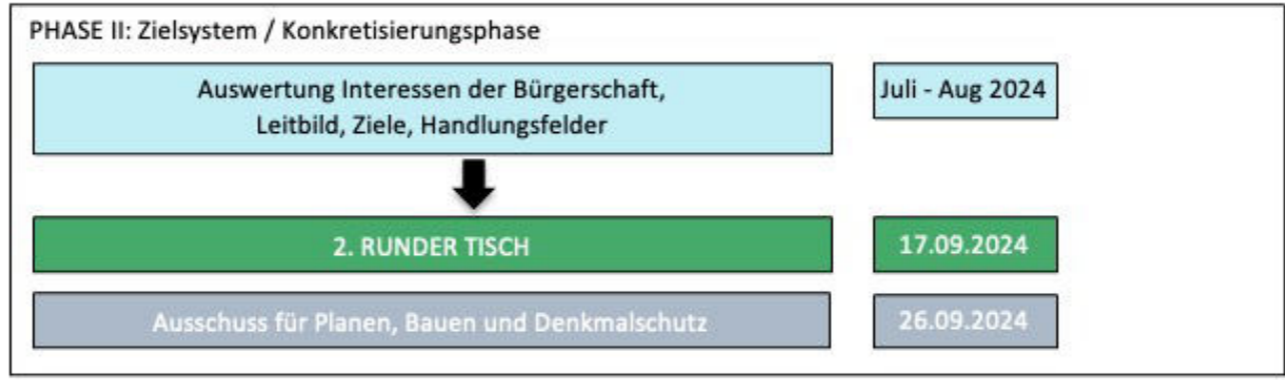 PHASE II: Zielsystem / Konkretisierungsphase
Auswertung Interessen der Bürgerschaft,
Leitbild, Ziele, Handlungsfelder
Juli - Aug 2024
2. RUNDER TISCH
17.09.2024
Ausschuss für Planen, Bauen und Denkmalschutz
26.09.2024